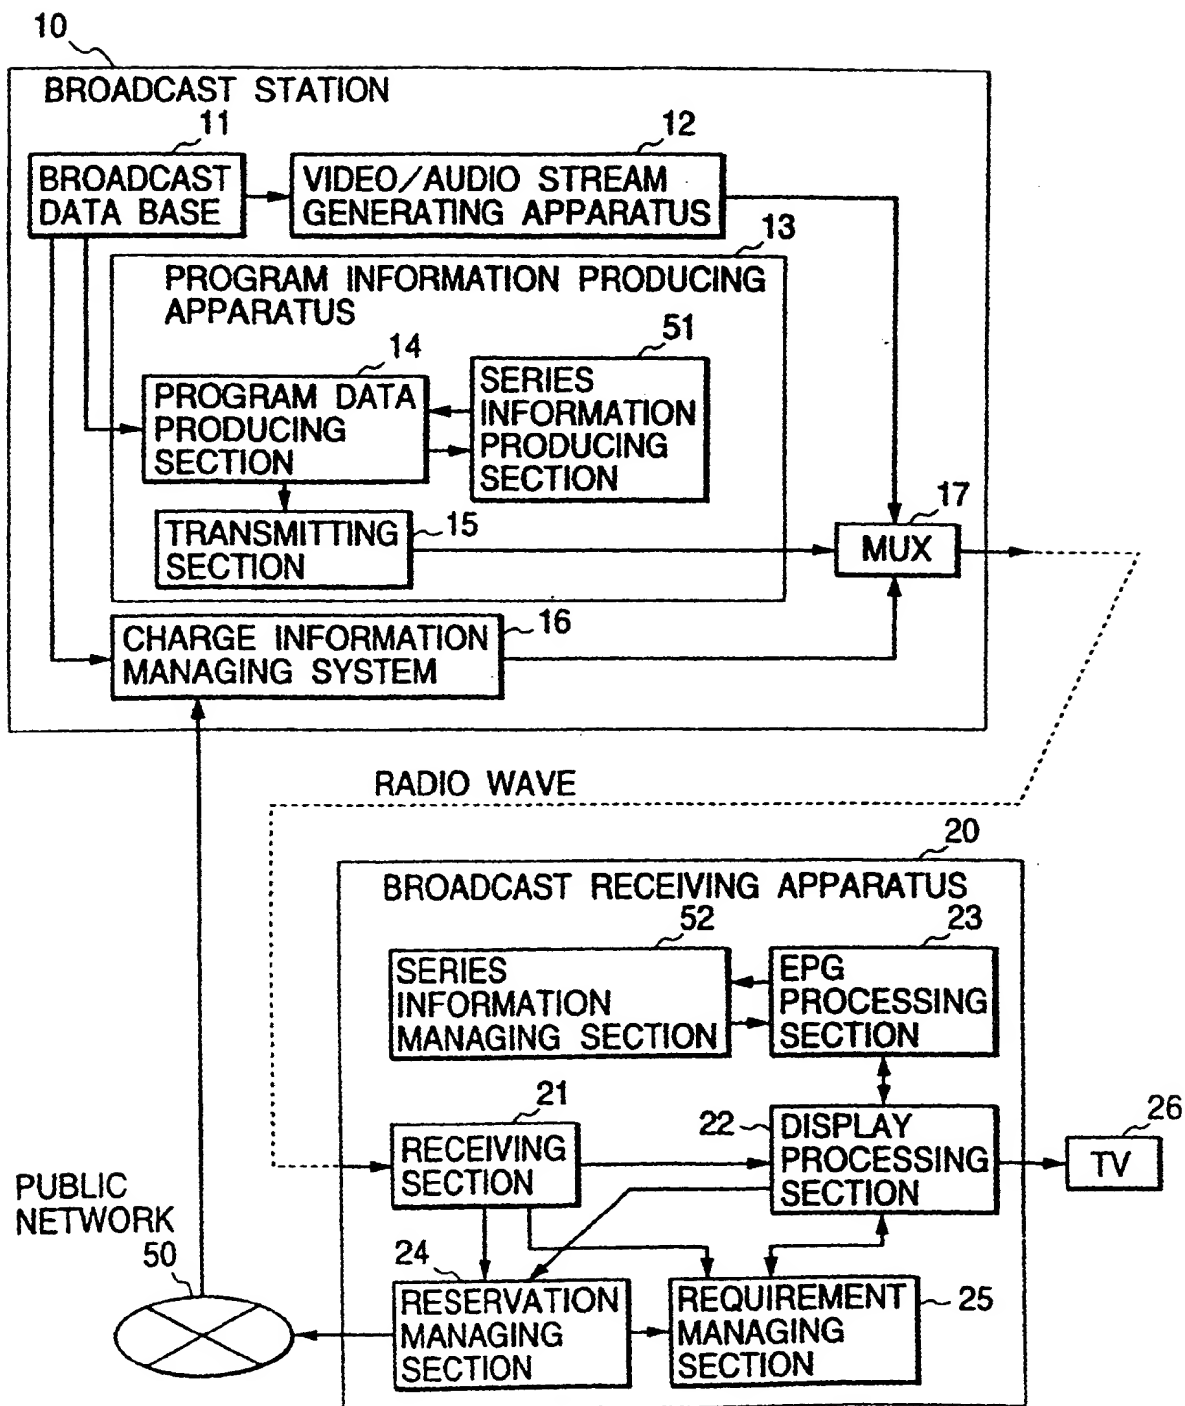 10
BROADCAST STATION
11
12
BROADCAST
DATA BASE
VIDEO/AUDIO STREAM
GENERATING APPARATUS
13
PROGRAM INFORMATION PRODUCING
APPARATUS
14
51
PROGRAM DATA
PRODUCING
SECTION
SERIES
INFORMATION
PRODUCING
SECTION
TRANSMITTING
SECTION
15
17
MUX
16
CHARGE INFORMATION
MANAGING SYSTEM
RADIO WAVE
20
BROADCAST RECEIVING APPARATUS
52
23
SERIES
INFORMATION
MANAGING SECTION
EPG
PROCESSING
SECTION
21
22
26
RECEIVING
SECTION
DISPLAY
PROCESSING
SECTION
TV
PUBLIC
NETWORK
50
24
RESERVATION
MANAGING
SECTION
REQUIREMENT
MANAGING
SECTION
25